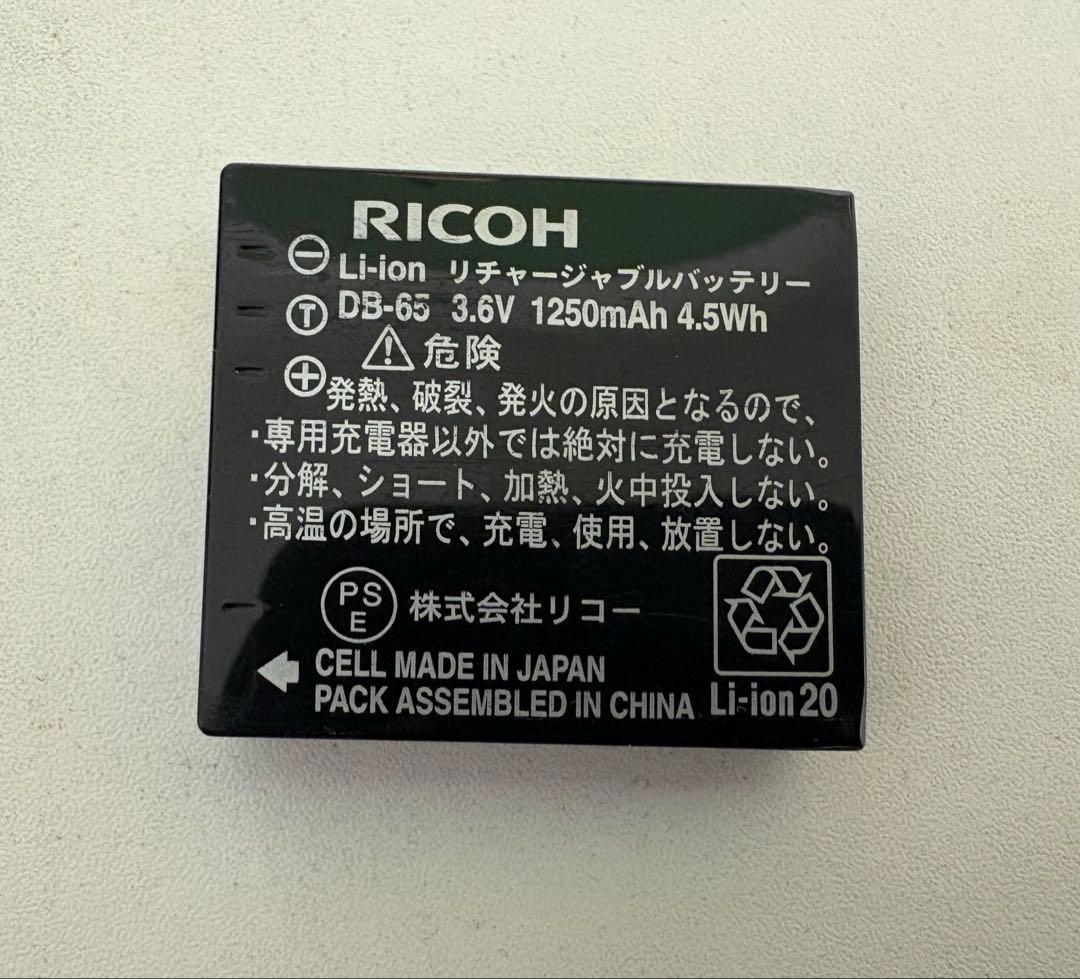 RICOH
⊖ Li-ion リチャージャブルバッテリー
Ⓣ DB-65 3.6V 1250mAh 4.5Wh
⚠危険
⊕ 発熱、破裂、発火の原因となるので、
・専用充電器以外では絶対に充電しない。
・分解、ショート、加熱、火中投入しない。
・高温の場所で、充電、使用、放置しない。
PS
E
株式会社リコー
CELL MADE IN JAPAN
PACK ASSEMBLED IN CHINA
Li-ion 20